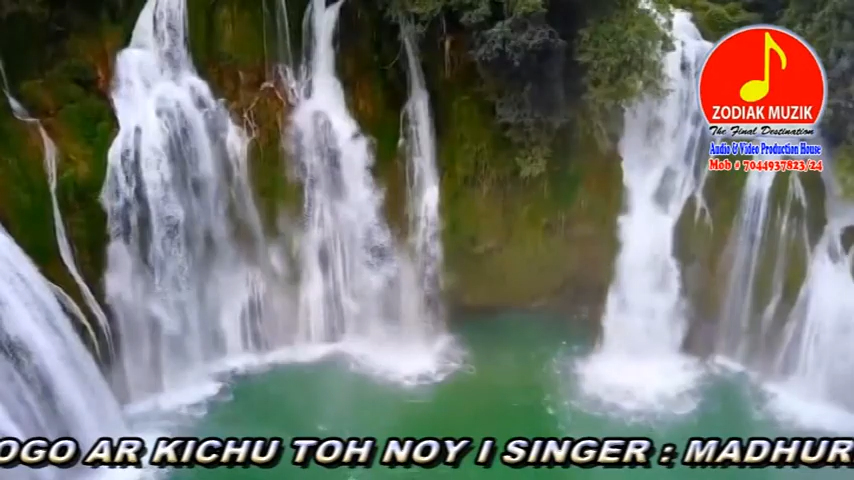 ZODIAK MUZIK
The Final Destination
Audio & Video Production House
Mob # 7044937823/24
OGO AR KICHU TOH NOY I SINGER : MADHUR